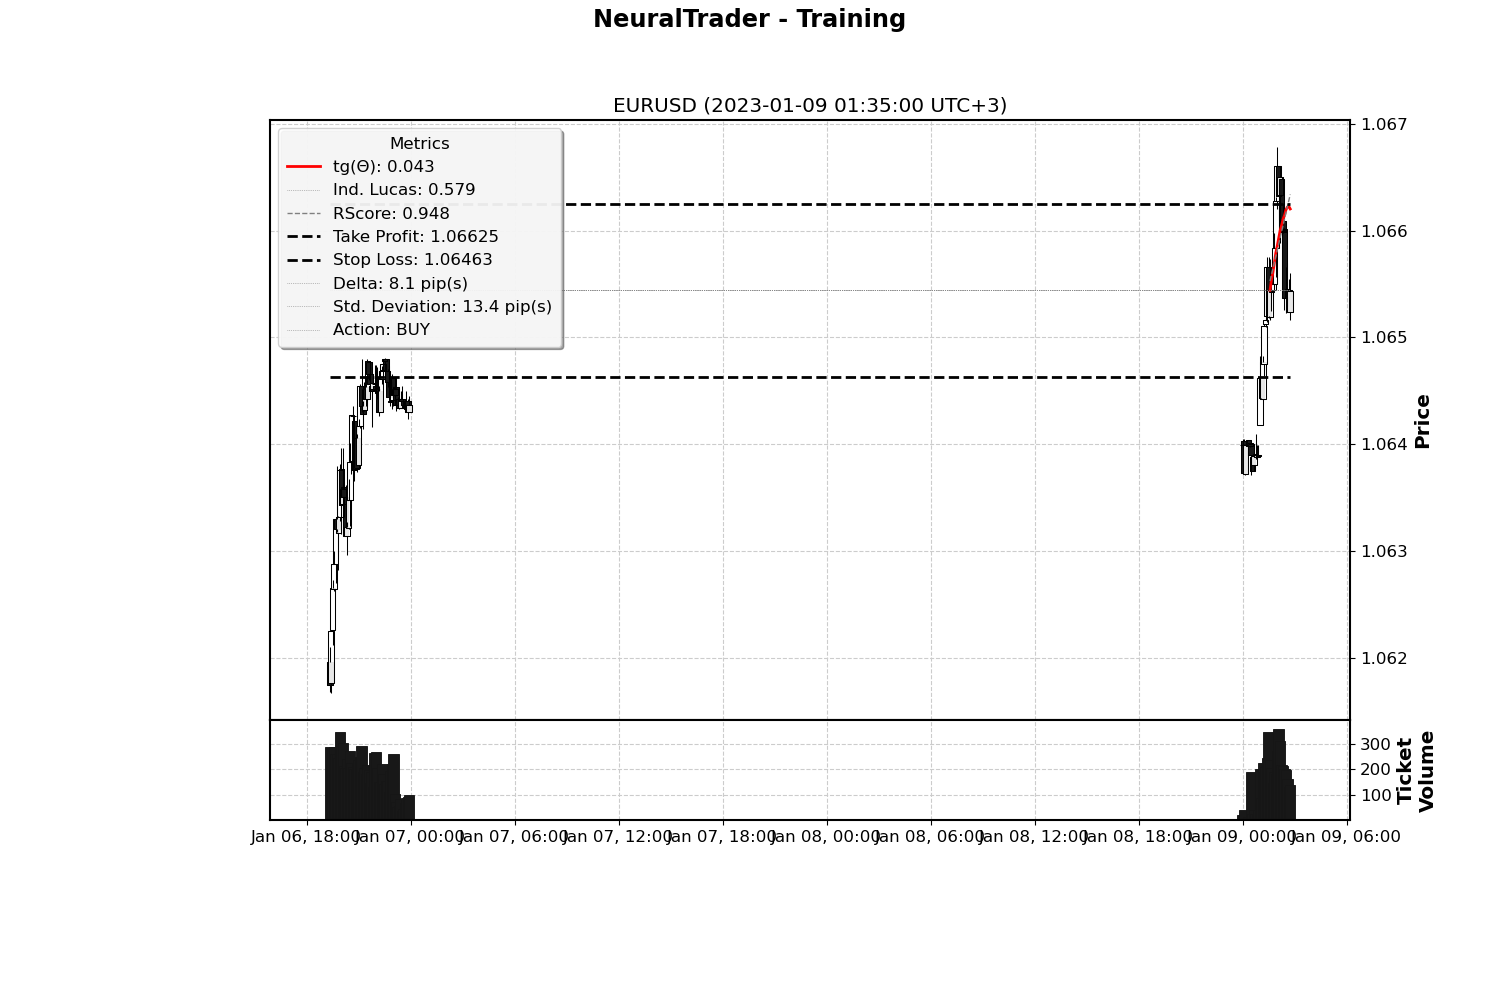 NeuralTrader - Training
EURUSD (2023-01-09 01:35:00 UTC+3)
Metrics
tg(Θ): 0.043
Ind. Lucas: 0.579
RScore: 0.948
Take Profit: 1.06625
Stop Loss: 1.06463
Delta: 8.1 pip(s)
Std. Deviation: 13.4 pip(s)
Action: BUY
1.067
1.066
1.065
1.064
1.063
1.062
Price
300
200
100
Ticket
Volume
Jan 06, 18:00
Jan 07, 00:00
Jan 07, 06:00
Jan 07, 12:00
Jan 07, 18:00
Jan 08, 00:00
Jan 08, 06:00
Jan 08, 12:00
Jan 08, 18:00
Jan 09, 00:00
Jan 09, 06:00